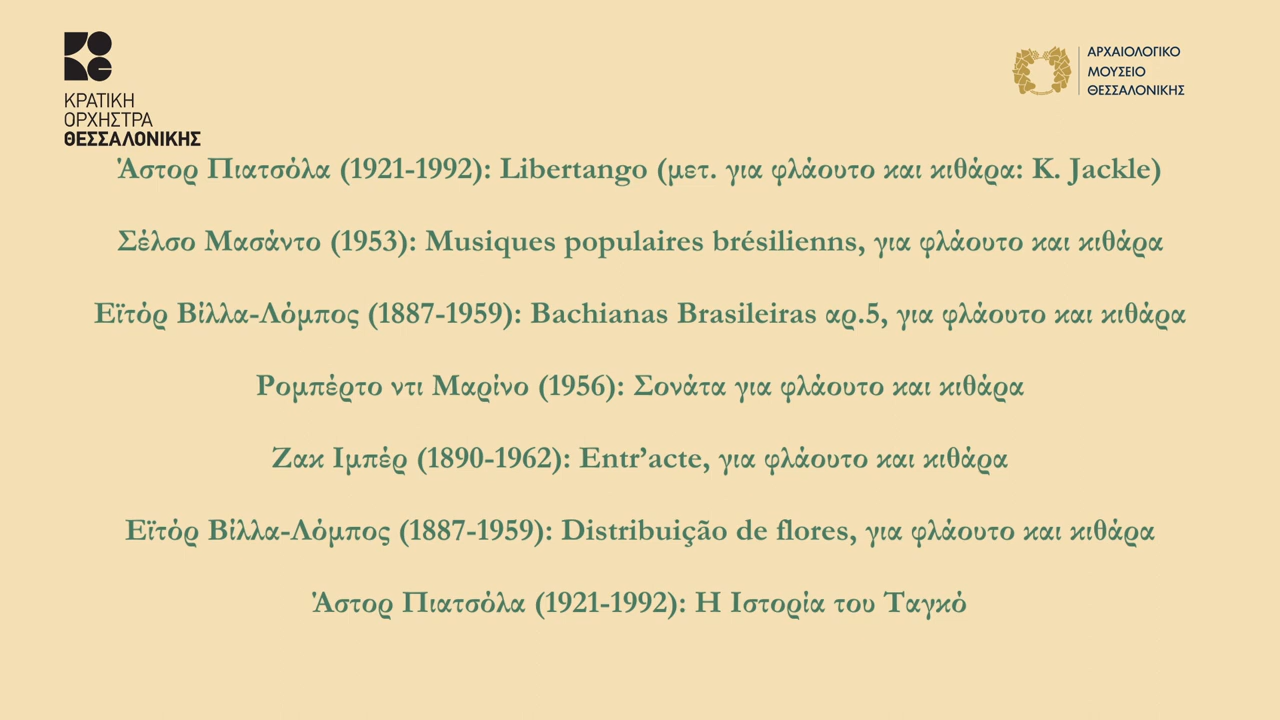 ΚΡΑΤΙΚΗ
ΟΡΧΗΣΤΡΑ
ΘΕΣΣΑΛΟΝΙΚΗΣ
ΑΡΧΑΙΟΛΟΓΙΚΟ
ΜΟΥΣΕΙΟ
ΘΕΣΣΑΛΟΝΙΚΗΣ
Άστορ Πιατσόλα (1921-1992): Libertango (μετ. για φλάουτο και κιθάρα: K. Jackle)
Σέλσο Μασάντο (1953): Musiques populaires brésilienns, για φλάουτο και κιθάρα
Εϊτόρ Βίλλα-Λόμπος (1887-1959): Bachianas Brasileiras αρ.5, για φλάουτο και κιθάρα
Ρομπέρτο ντι Μαρίνο (1956): Σονάτα για φλάουτο και κιθάρα
Ζακ Ιμπέρ (1890-1962): Entr’acte, για φλάουτο και κιθάρα
Εϊτόρ Βίλλα-Λόμπος (1887-1959): Distribuição de flores, για φλάουτο και κιθάρα
Άστορ Πιατσόλα (1921-1992): Η Ιστορία του Ταγκό